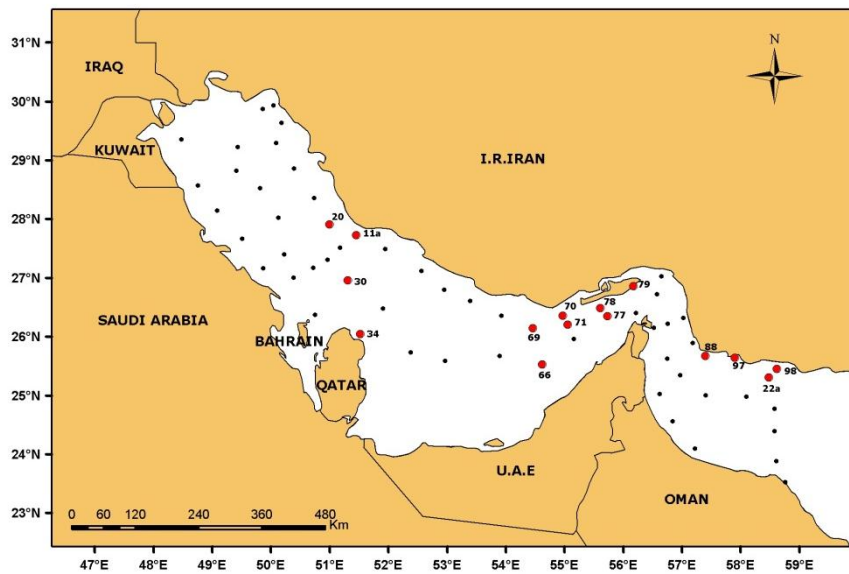 31°N
30°N
29°N
28°N
27°N
26°N
25°N
24°N
23°N
N
IRAQ
KUWAIT
I.R.IRAN
SAUDI ARABIA
BAHRAIN
QATAR
U.A.E
OMAN
20
11a
30
34
70
78
79
71
77
69
66
88
97
98
22a
0 60 120 240 360 480
Km
47°E 48°E 49°E 50°E 51°E 52°E 53°E 54°E 55°E 56°E 57°E 58°E 59°E